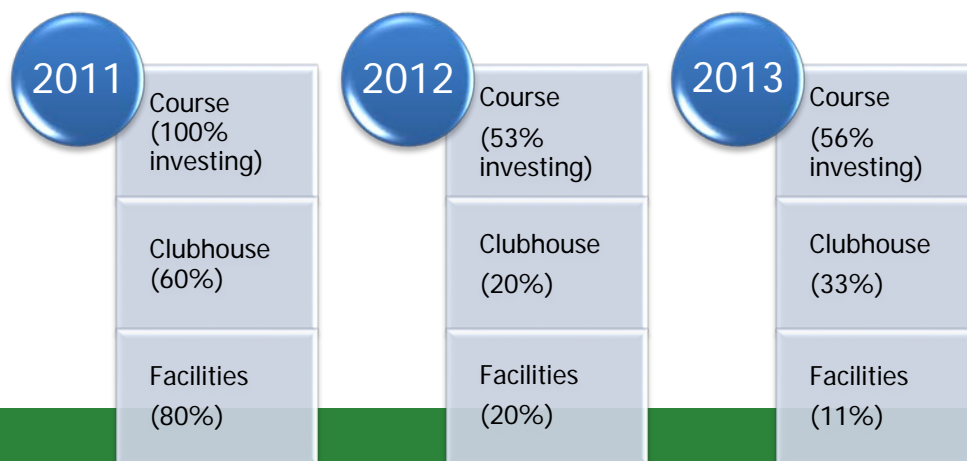 2011
Course
(100%
investing)
Clubhouse
(60%)
Facilities
(80%)
2012
Course
(53%
investing)
Clubhouse
(20%)
Facilities
(20%)
2013
Course
(56%
investing)
Clubhouse
(33%)
Facilities
(11%)